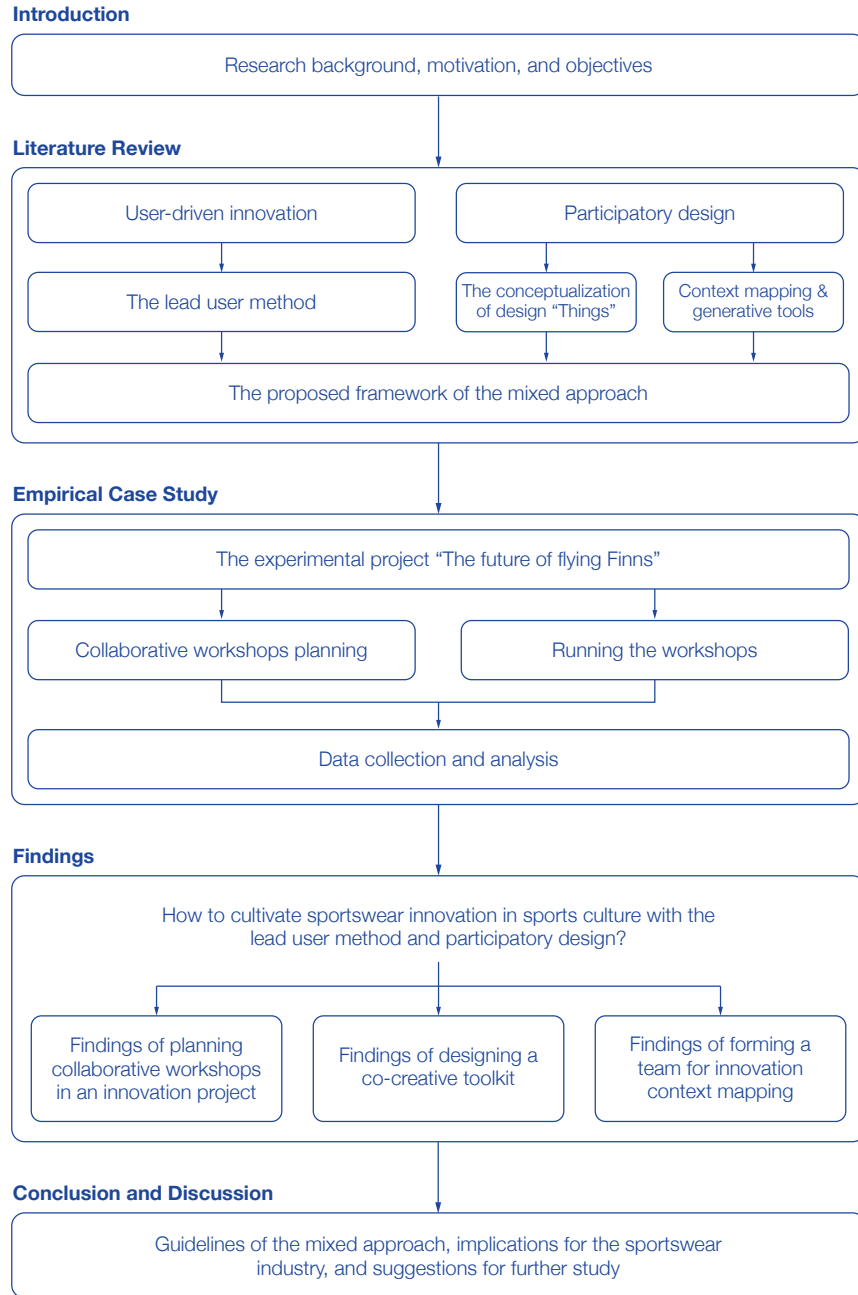 Introduction
Research background, motivation, and objectives
Literature Review
User-driven innovation
Participatory design
The lead user method
The conceptualization
of design “Things”
Context mapping &
generative tools
The proposed framework of the mixed approach
Empirical Case Study
The experimental project “The future of flying Finns”
Collaborative workshops planning
Running the workshops
Data collection and analysis
Findings
How to cultivate sportswear innovation in sports culture with the
lead user method and participatory design?
Findings of planning
collaborative workshops
in an innovation project
Findings of designing a
co-creative toolkit
Findings of forming a
team for innovation
context mapping
Conclusion and Discussion
Guidelines of the mixed approach, implications for the sportswear
industry, and suggestions for further study